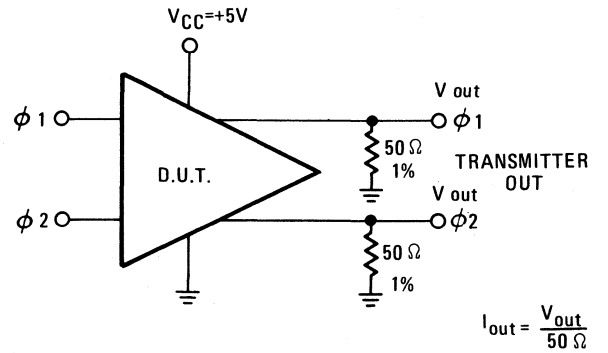 VCC=+5V
ϕ1
ϕ2
D.U.T.
V out
ϕ1
50 Ω
1%
TRANSMITTER
OUT
V out
ϕ2
50 Ω
1%
Iout = Vout
50 Ω